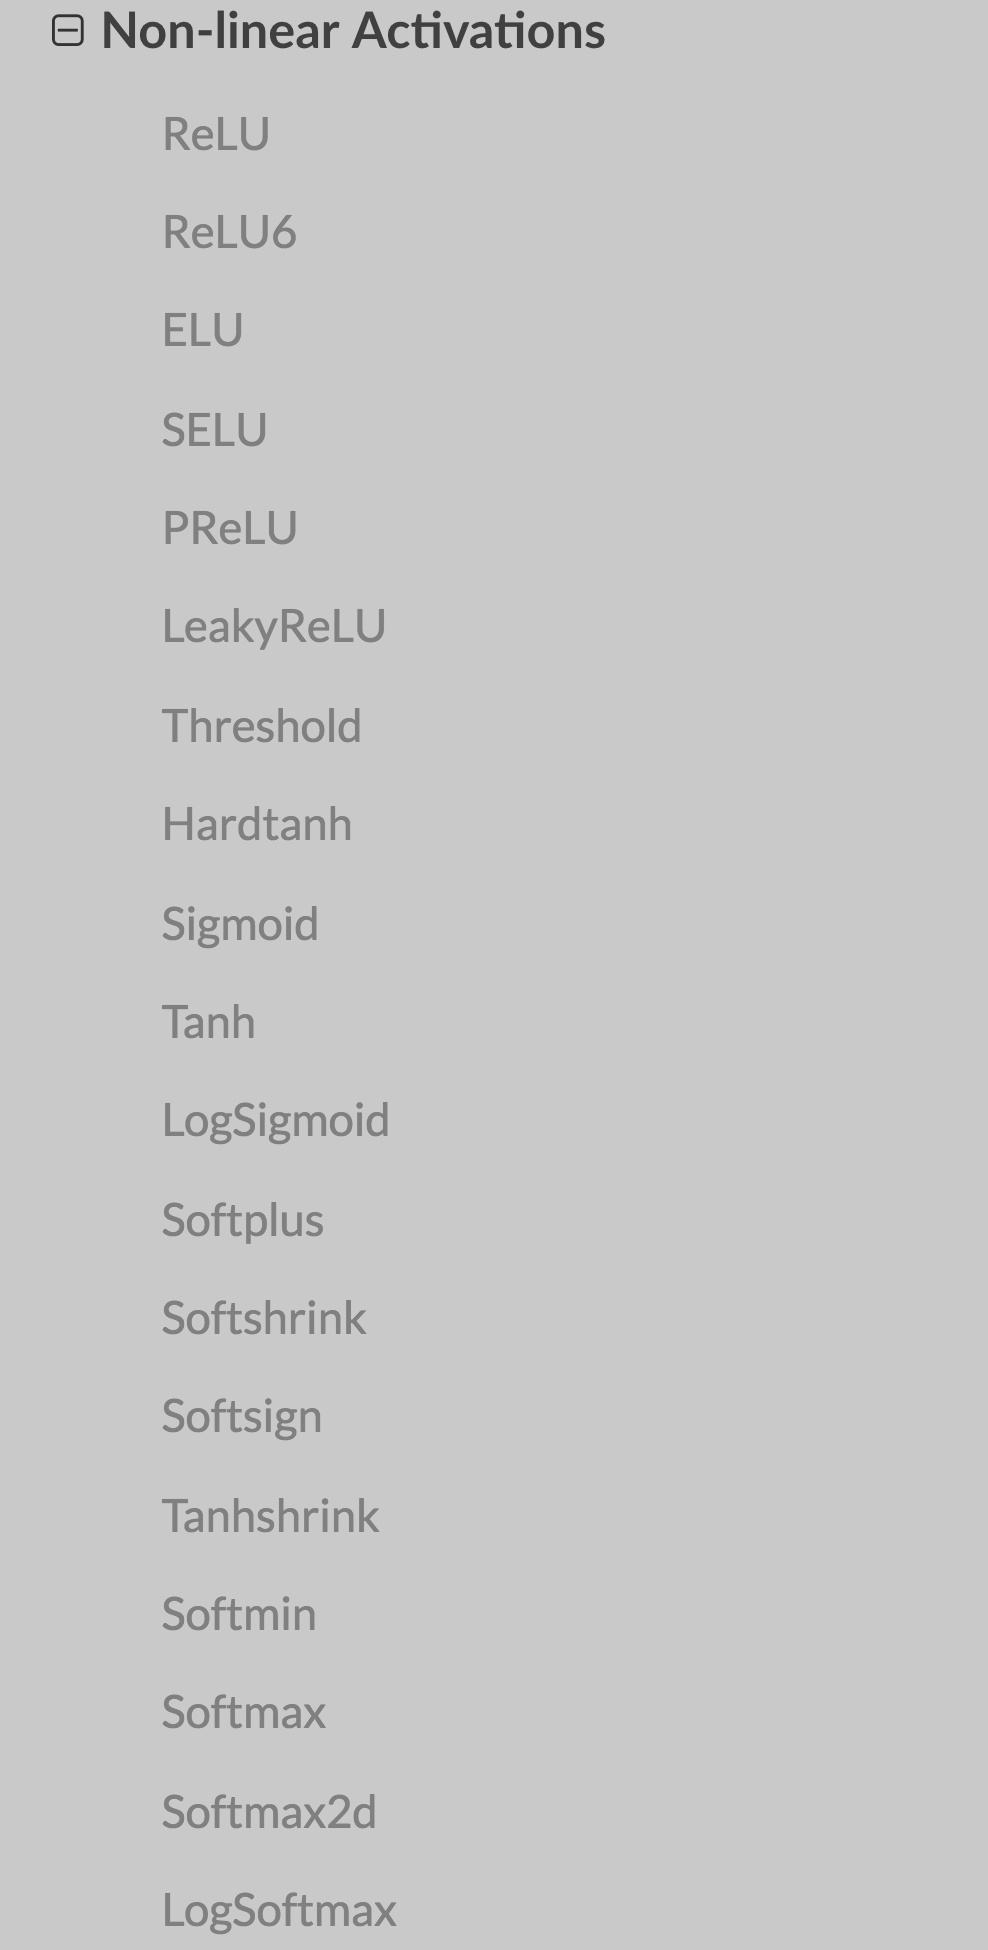 Non-linear Activations
ReLU
ReLU6
ELU
SELU
PReLU
LeakyReLU
Threshold
Hardtanh
Sigmoid
Tanh
LogSigmoid
Softplus
Softshrink
Softsign
Tanhshrink
Softmin
Softmax
Softmax2d
LogSoftmax